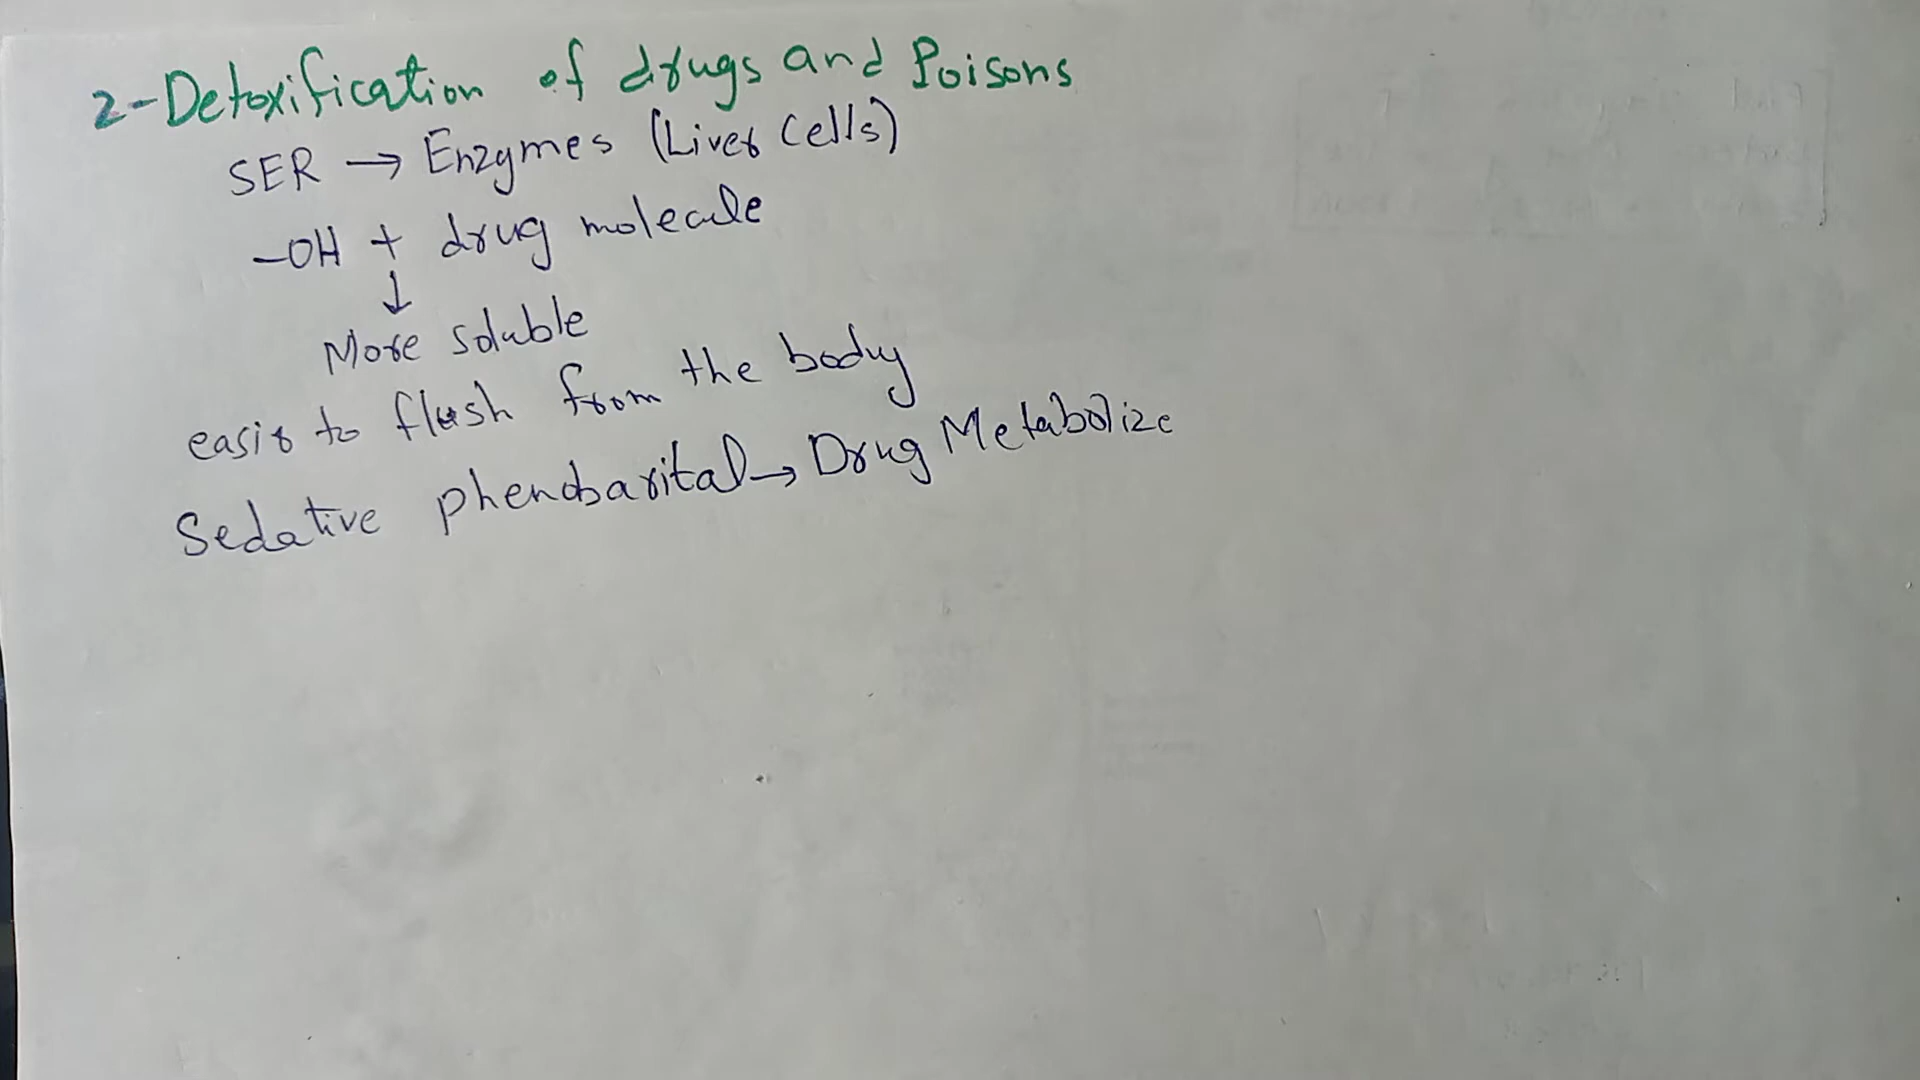 2-Detoxification of drugs and Poisons
SER → Enzymes (Liver Cells)
-OH + drug molecule
↓
More soluble
easir to flush from the body
Sedative phenobarital → Drug Metabolize